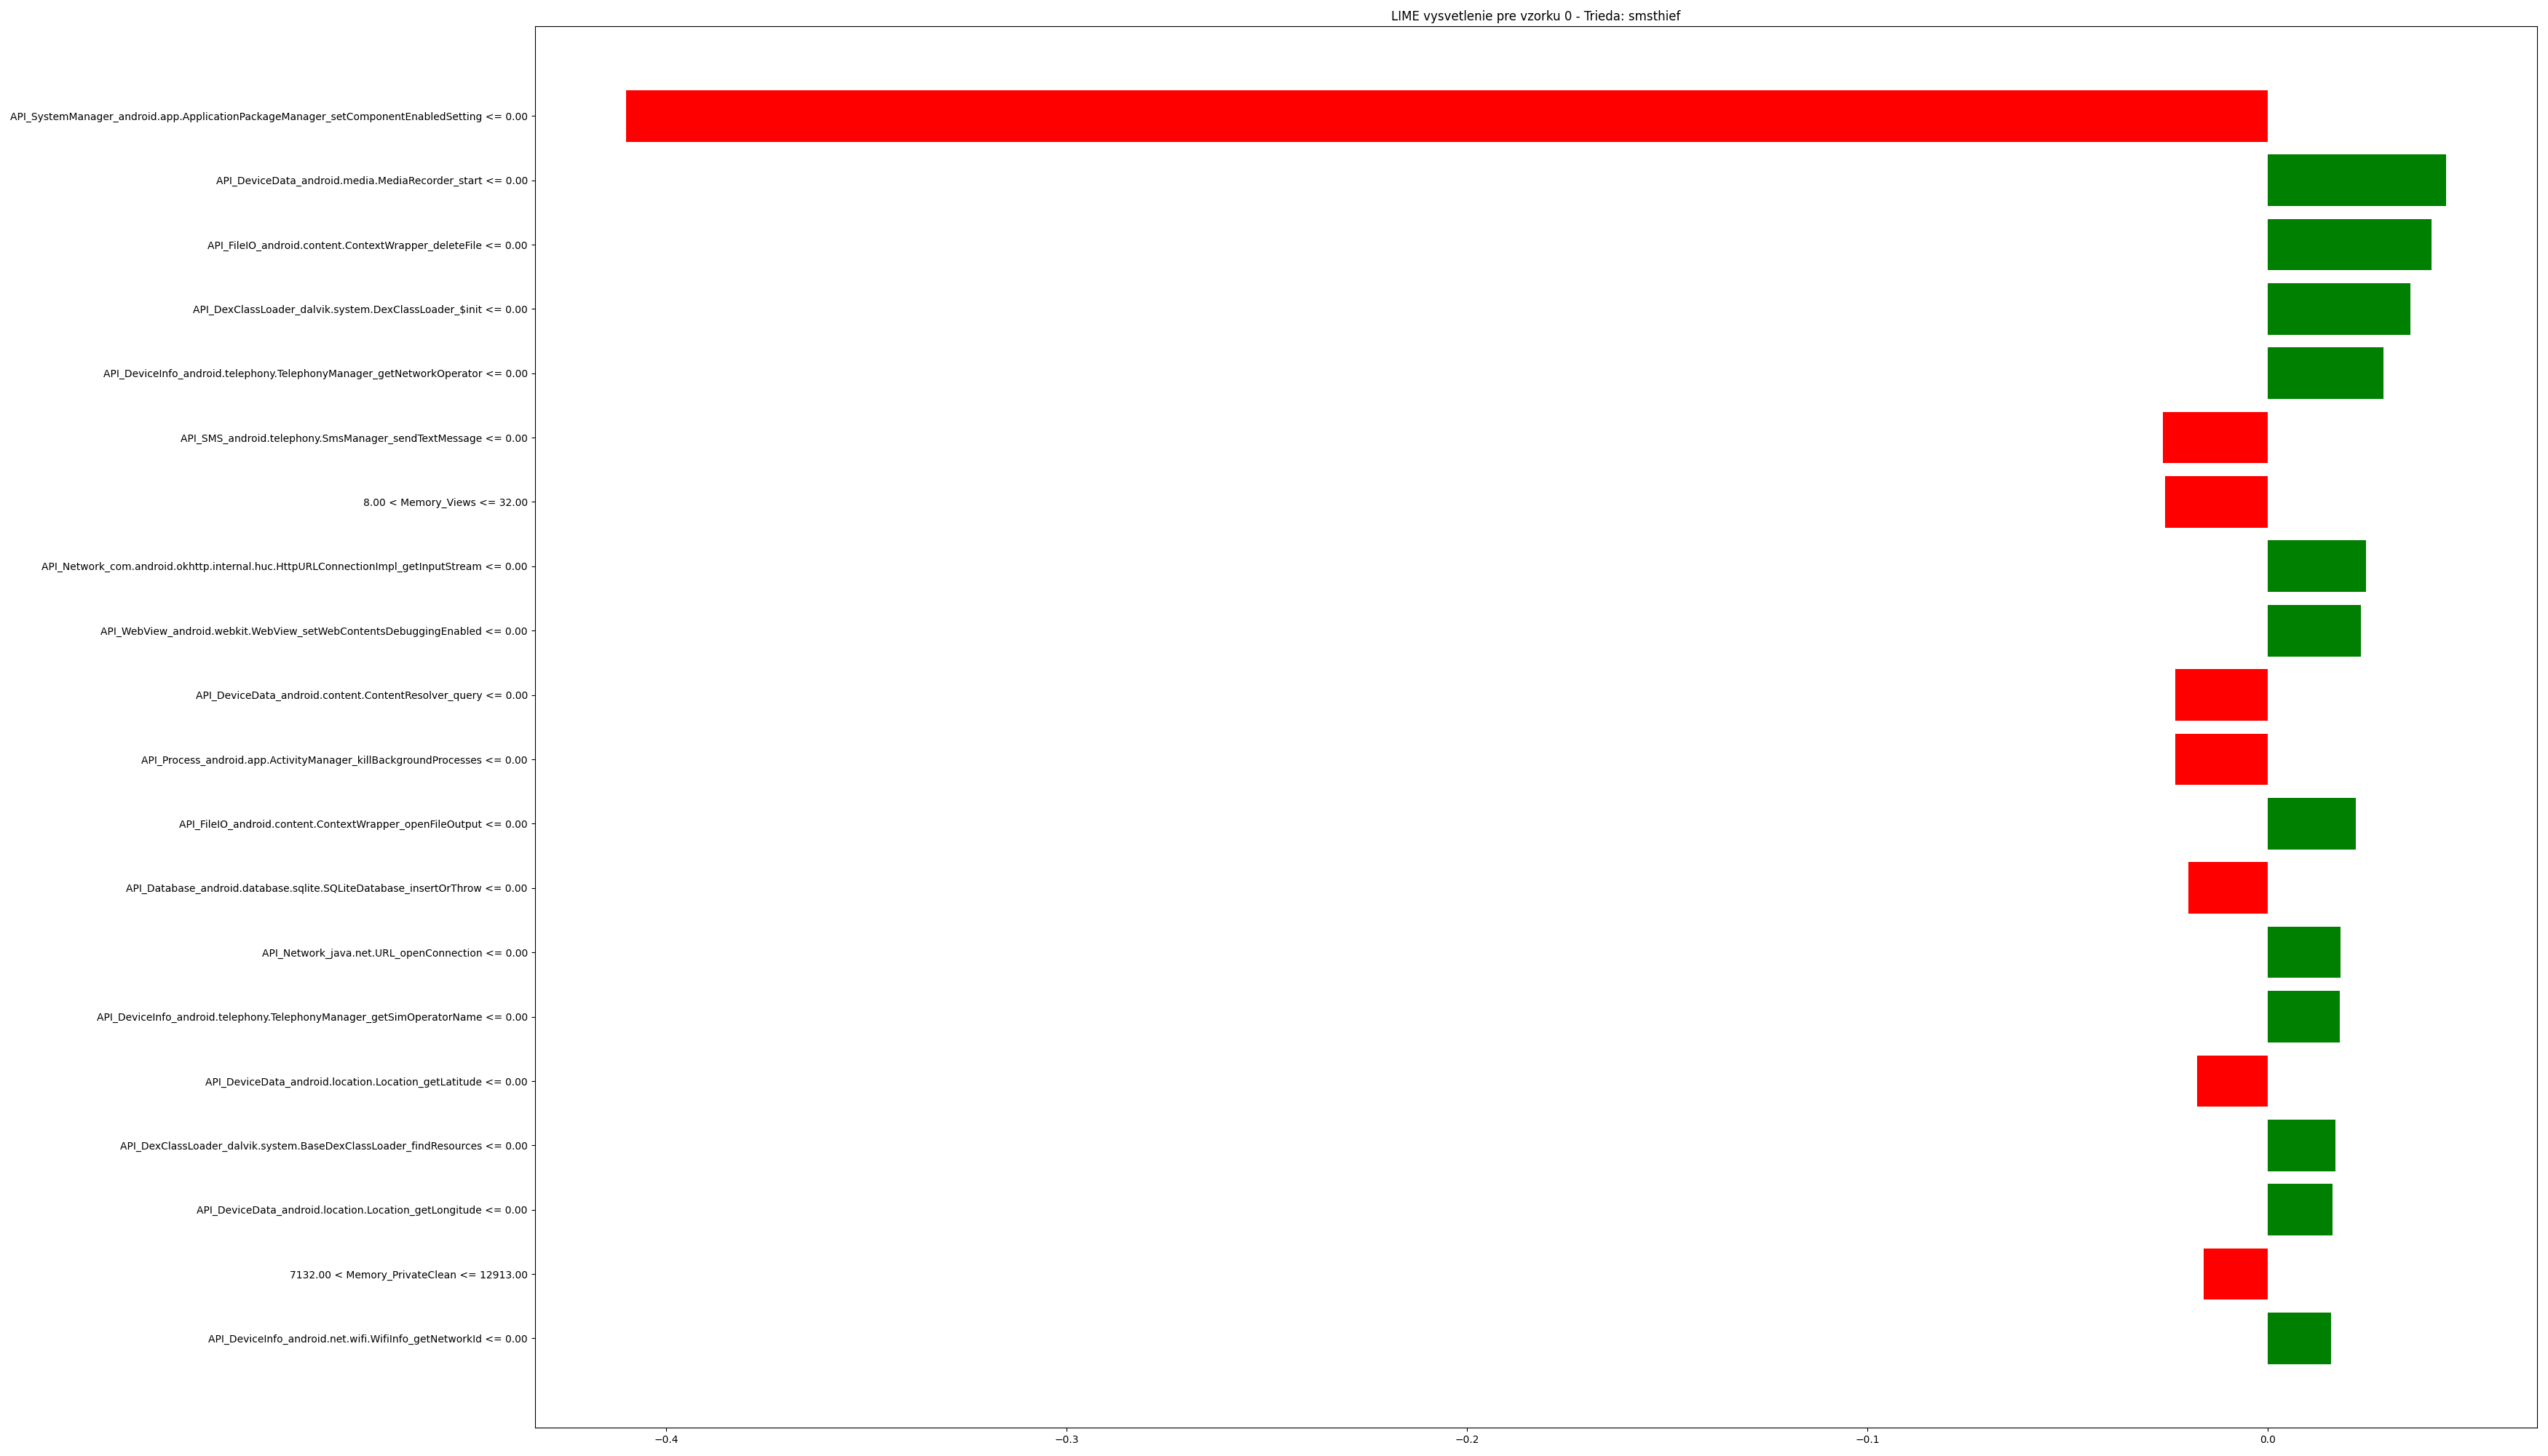 LIME vysvetlenie pre vzorku 0 - Trieda: smsthief
API_SystemManager_android.app.ApplicationPackageManager_setComponentEnabledSetting <= 0.00
API_DeviceData_android.media.MediaRecorder_start <= 0.00
API_FileIO_android.content.ContextWrapper_deleteFile <= 0.00
API_DexClassLoader_dalvik.system.DexClassLoader_$init <= 0.00
API_DeviceInfo_android.telephony.TelephonyManager_getNetworkOperator <= 0.00
API_SMS_android.telephony.SmsManager_sendTextMessage <= 0.00
8.00 < Memory_Views <= 32.00
API_Network_com.android.okhttp.internal.huc.HttpURLConnectionImpl_getInputStream <= 0.00
API_WebView_android.webkit.WebView_setWebContentsDebuggingEnabled <= 0.00
API_DeviceData_android.content.ContentResolver_query <= 0.00
API_Process_android.app.ActivityManager_killBackgroundProcesses <= 0.00
API_FileIO_android.content.ContextWrapper_openFileOutput <= 0.00
API_Database_android.database.sqlite.SQLiteDatabase_insertOrThrow <= 0.00
API_Network_java.net.URL_openConnection <= 0.00
API_DeviceInfo_android.telephony.TelephonyManager_getSimOperatorName <= 0.00
API_DeviceData_android.location.Location_getLatitude <= 0.00
API_DexClassLoader_dalvik.system.BaseDexClassLoader_findResources <= 0.00
API_DeviceData_android.location.Location_getLongitude <= 0.00
7132.00 < Memory_PrivateClean <= 12913.00
API_DeviceInfo_android.net.wifi.WifiInfo_getNetworkId <= 0.00
−0.4 −0.3 −0.2 −0.1 0.0